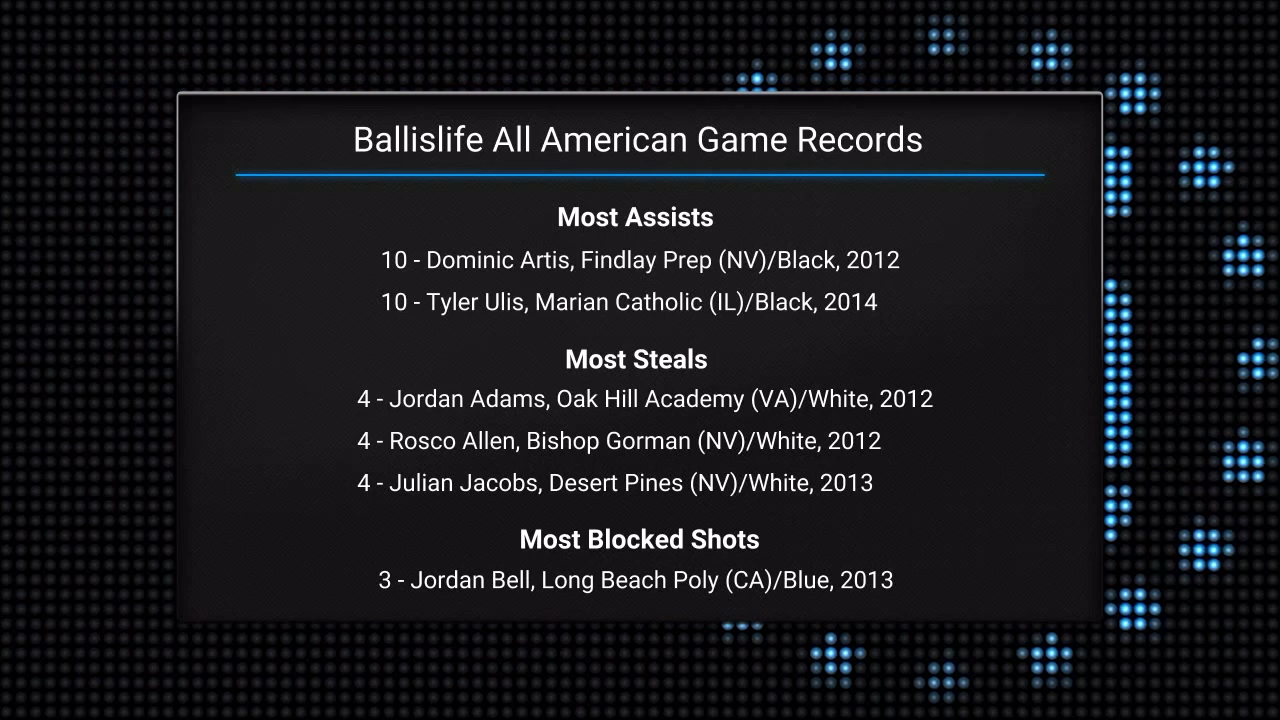 Ballislife All American Game Records
Most Assists
10 - Dominic Artis, Findlay Prep (NV)/Black, 2012
10 - Tyler Ulis, Marian Catholic (IL)/Black, 2014
Most Steals
4 - Jordan Adams, Oak Hill Academy (VA)/White, 2012
4 - Rosco Allen, Bishop Gorman (NV)/White, 2012
4 - Julian Jacobs, Desert Pines (NV)/White, 2013
Most Blocked Shots
3 - Jordan Bell, Long Beach Poly (CA)/Blue, 2013